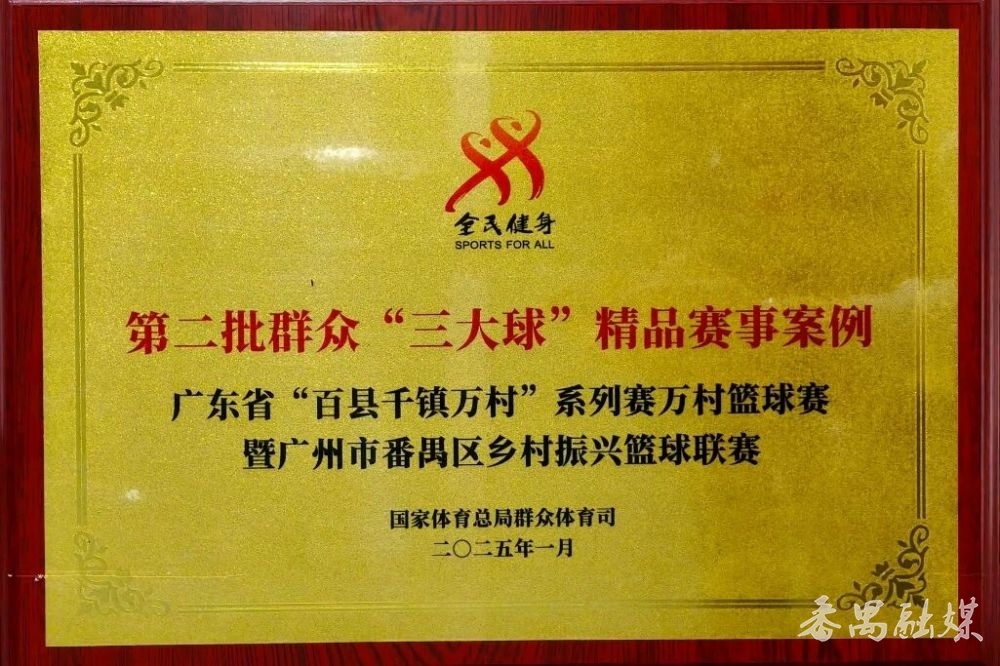 全民健身
SPORTS FOR ALL
第二批群众“三大球”精品赛事案例
广东省“百县千镇万村”系列赛万村篮球赛
暨广州市番禺区乡村振兴篮球联赛
国家体育总局群众体育司
二〇二五年一月
番禺融媒